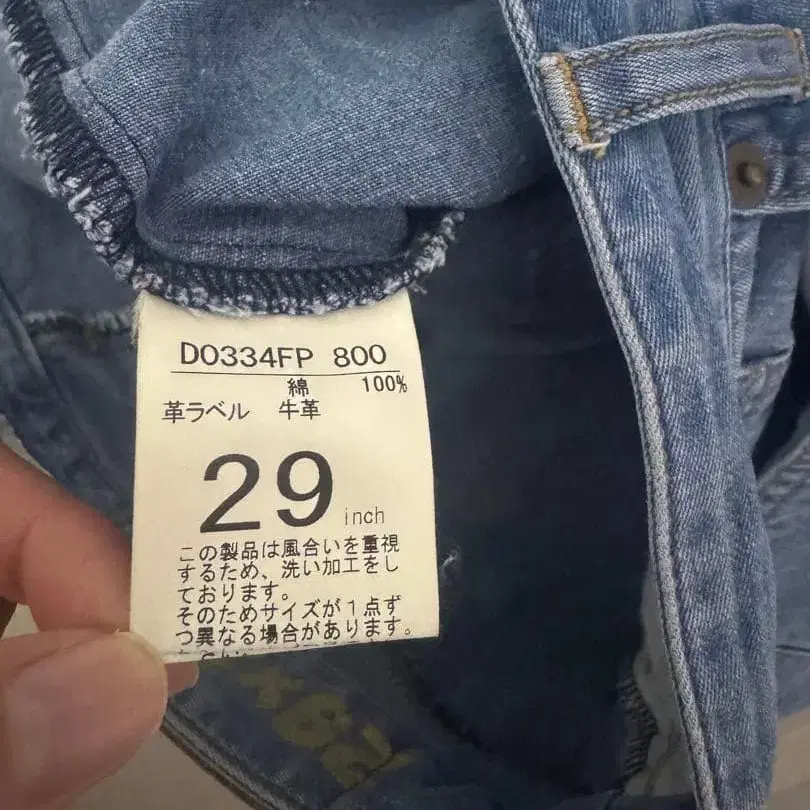 DO334FP 800
綿 100%
革ラベル 牛革
29 inch
この製品は風合いを重視
するため、洗い加工をし
ております。
そのためサイズが1点ず
つ異なる場合があります。